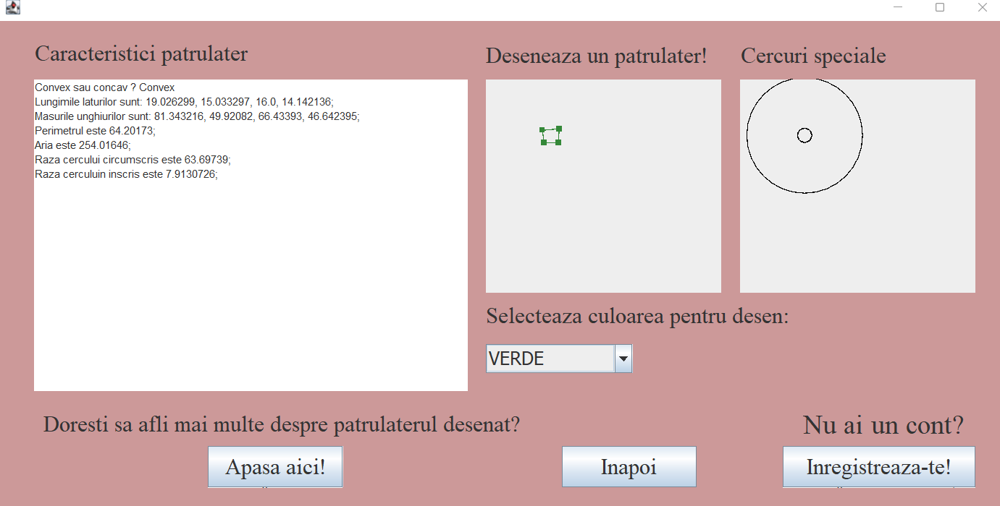 Caracteristici patrulater
Deseneaza un patrulater!
Cercuri speciale
Convex sau concav ? Convex
Lungimile laturilor sunt: 19.026299, 15.033297, 16.0, 14.142136;
Masurile unghiurilor sunt: 81.343216, 49.92082, 66.43393, 46.642395;
Perimetrul este 64.20173;
Aria este 254.01646;
Raza cercului circumscris este 63.69739;
Raza cerculuin inscris este 7.9130726;
Selecteaza culoarea pentru desen:
VERDE
Doresti sa afli mai multe despre patrulaterul desenat?
Nu ai un cont?
Apasa aici!
Inapoi
Inregistreaza-te!